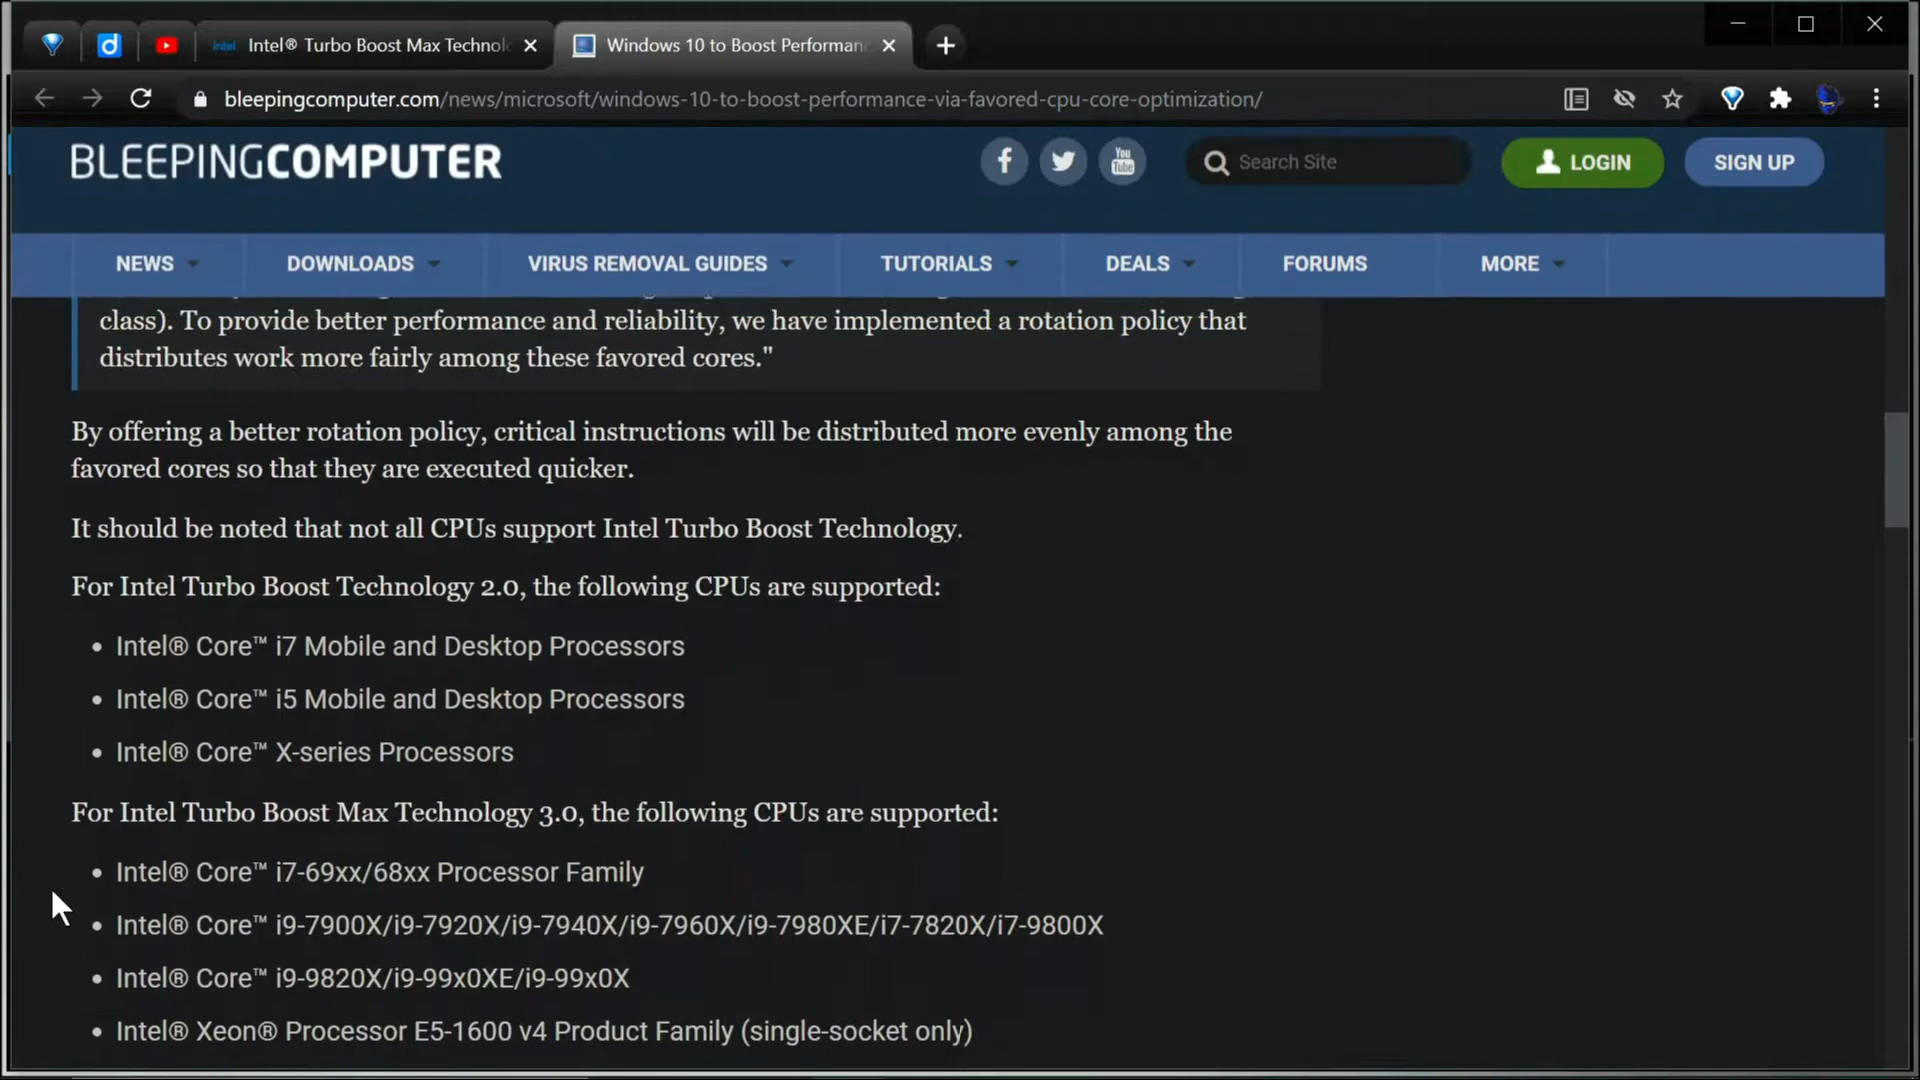 intel Intel® Turbo Boost Max Technol
Windows 10 to Boost Performan
bleepingcomputer.com/news/microsoft/windows-10-to-boost-performance-via-favored-cpu-core-optimization/
BLEEPINGCOMPUTER
You
Tube
Search Site
LOGIN
SIGN UP
NEWS
DOWNLOADS
VIRUS REMOVAL GUIDES
TUTORIALS
DEALS
FORUMS
MORE
class). To provide better performance and reliability, we have implemented a rotation policy that
distributes work more fairly among these favored cores."
By offering a better rotation policy, critical instructions will be distributed more evenly among the
favored cores so that they are executed quicker.
It should be noted that not all CPUs support Intel Turbo Boost Technology.
For Intel Turbo Boost Technology 2.0, the following CPUs are supported:
• Intel® Core™ i7 Mobile and Desktop Processors
• Intel® Core™ i5 Mobile and Desktop Processors
• Intel® Core™ X-series Processors
For Intel Turbo Boost Max Technology 3.0, the following CPUs are supported:
• Intel® Core™ i7-69xx/68xx Processor Family
• Intel® Core™ i9-7900X/i9-7920X/i9-7940X/i9-7960X/i9-7980XE/i7-7820X/i7-9800X
• Intel® Core™ i9-9820X/i9-99x0XE/i9-99x0X
• Intel® Xeon® Processor E5-1600 v4 Product Family (single-socket only)